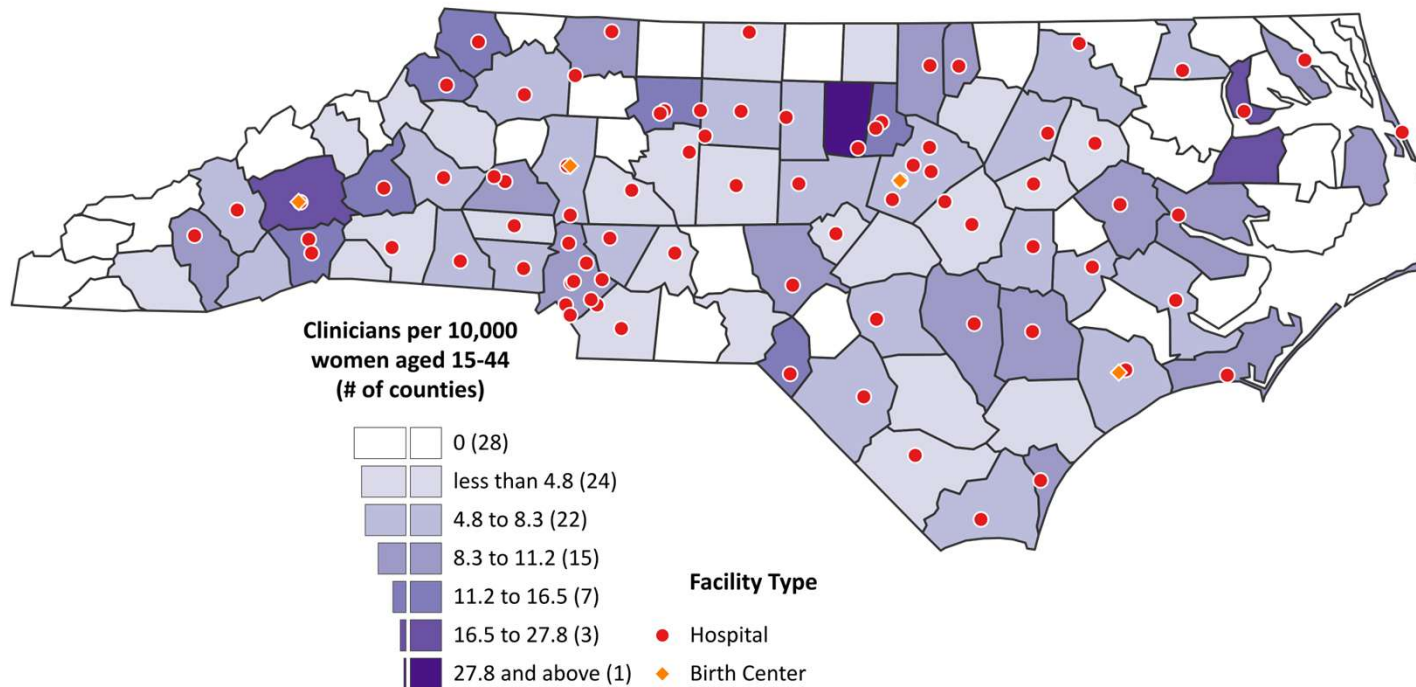 Clinicians per 10,000
women aged 15-44
(# of counties)
0 (28)
less than 4.8 (24)
4.8 to 8.3 (22)
8.3 to 11.2 (15)
11.2 to 16.5 (7)
16.5 to 27.8 (3)
27.8 and above (1)
Facility Type
Hospital
Birth Center